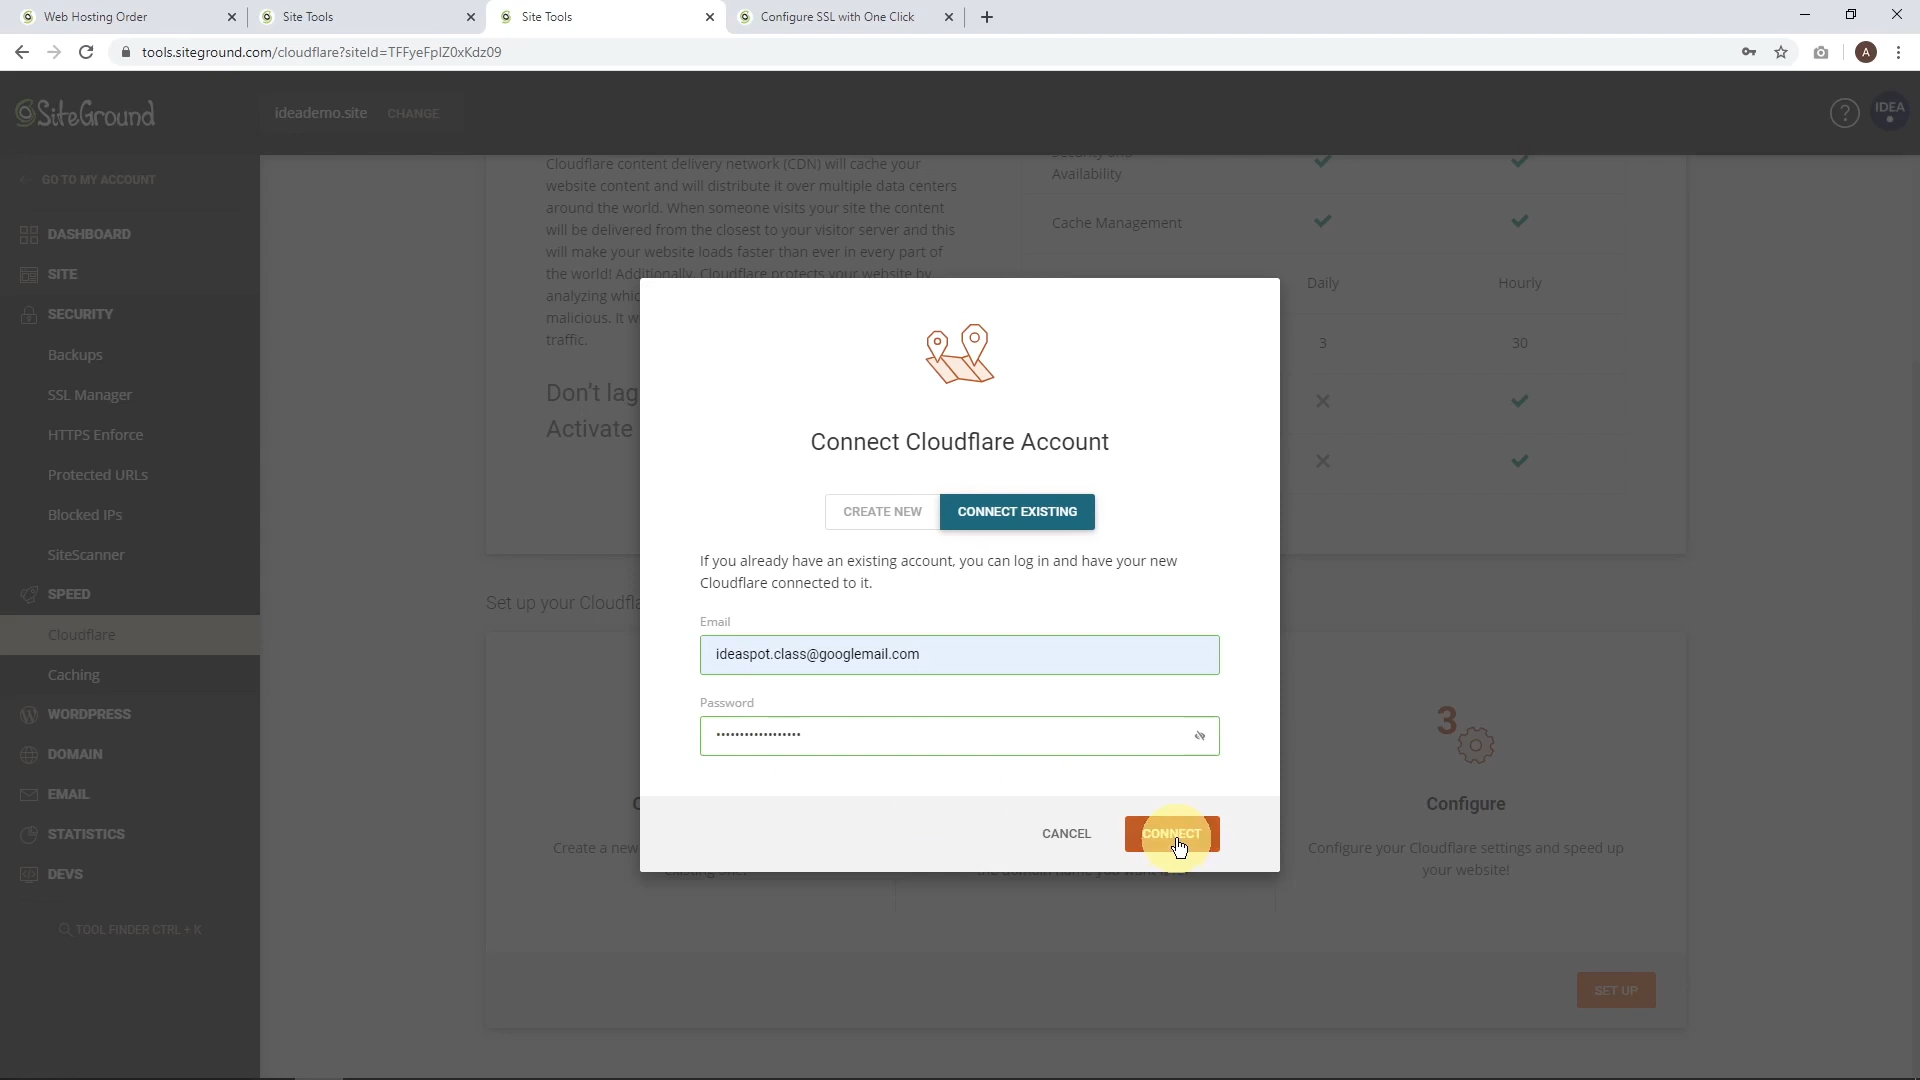 Web Hosting Order
Site Tools
Site Tools
Configure SSL with One Click
tools.siteground.com/cloudflare?siteId=TFFyeFpIZ0xKdz09
A
SiteGround
ideademo.site
CHANGE
?
IDEA
GO TO MY ACCOUNT
DASHBOARD
SITE
SECURITY
Backups
SSL Manager
HTTPS Enforce
Protected URLs
Blocked IPs
SiteScanner
SPEED
Cloudflare
Caching
WORDPRESS
DOMAIN
EMAIL
STATISTICS
DEVS
TOOL FINDER CTRL + K
Cloudflare content delivery network (CDN) will cache your
website content and will distribute it over multiple data centers
around the world. When someone visits your site the content
will be delivered from the closest to your visitor server and this
will make your website loads faster than ever in every part of
the world! Additionally, Cloudflare protects your website by
analyzing whic
malicious. It w
traffic.
Don't lag
Activate
Security and
Availability
Cache Management
Daily
Hourly
3
30
Connect Cloudflare Account
CREATE NEW
CONNECT EXISTING
If you already have an existing account, you can log in and have your new
Cloudflare connected to it.
Email
ideaspot.class@googlemail.com
Password
••••••••••••••••••
CANCEL
CONNECT
Set up your Cloudfla
Create a new
3
Configure
Configure your Cloudflare settings and speed up
your website!
SET UP